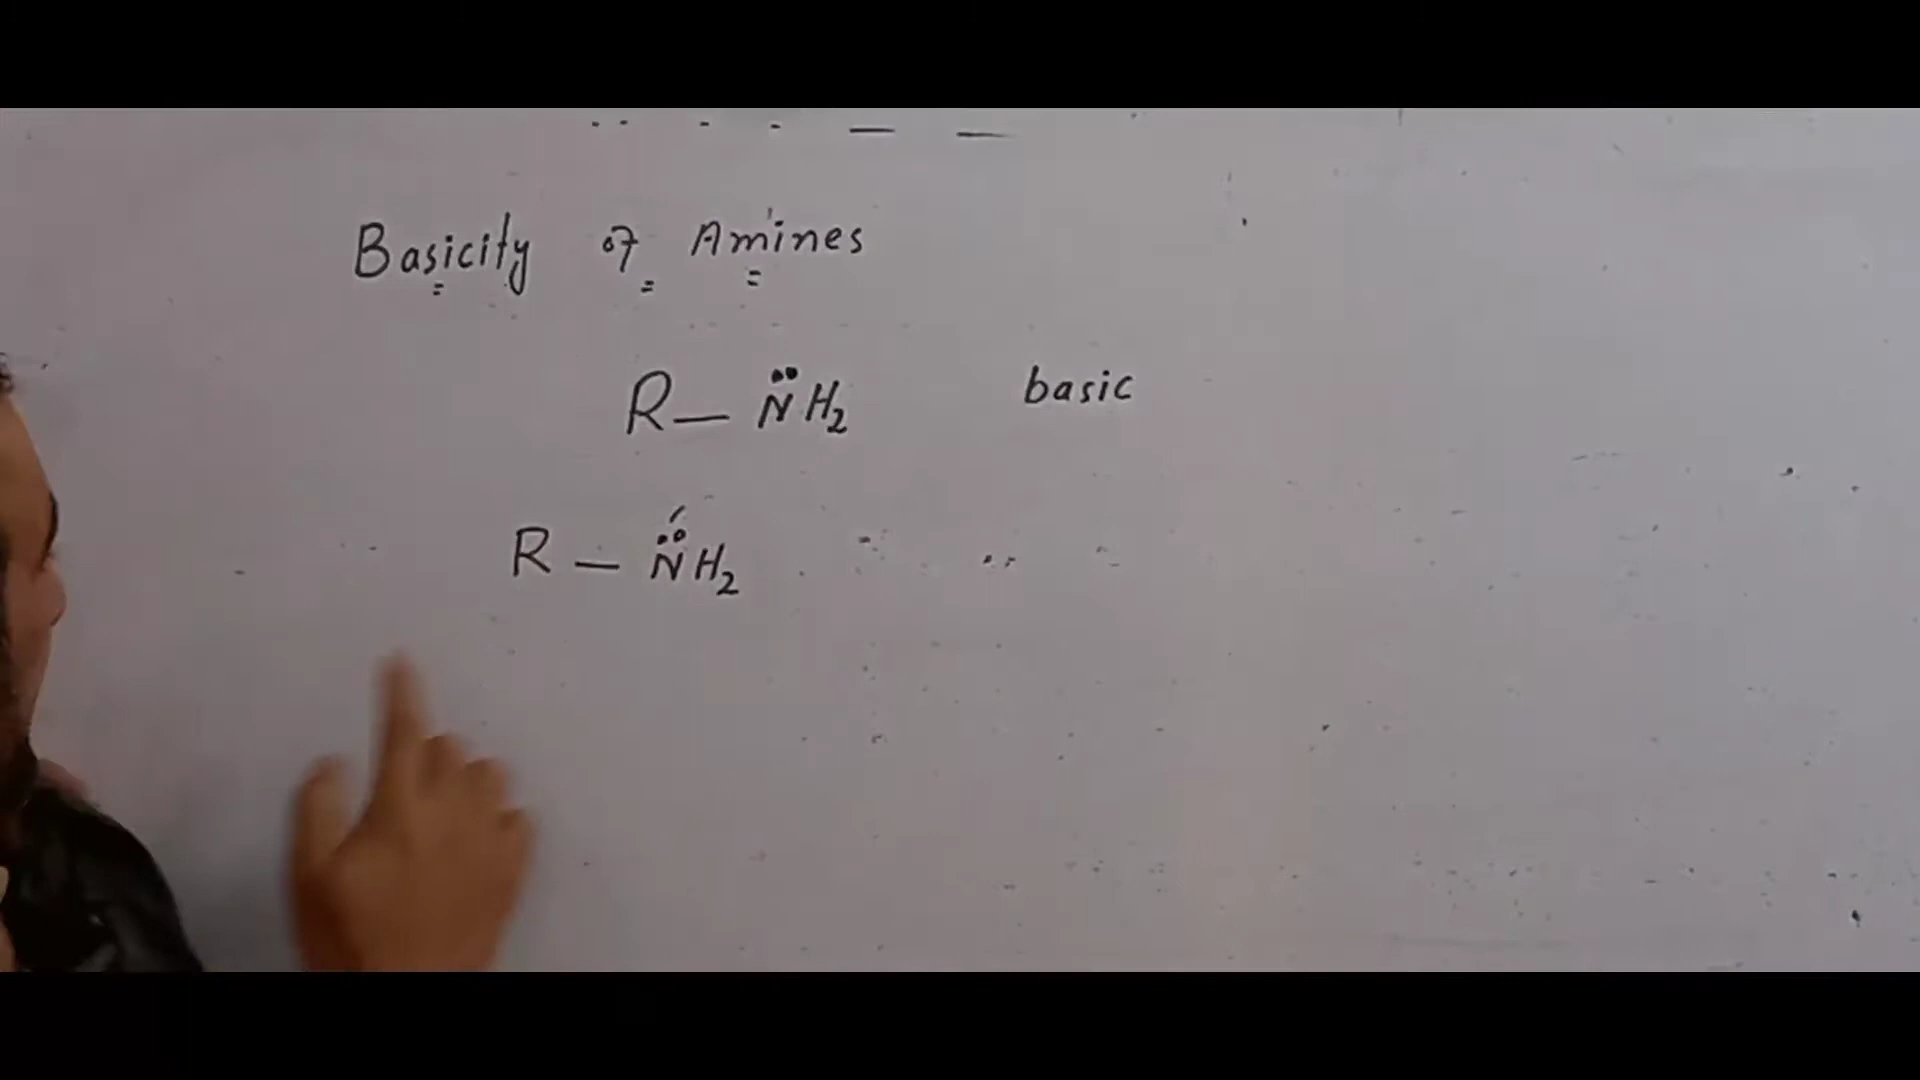 Basicity of Amines
R — N̈H₂ basic
R — N̈H₂